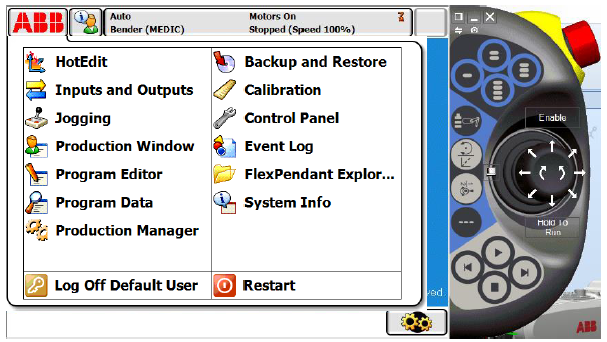 ABB
Auto
Bender (MEDIC)
Motors On
Stopped (Speed 100%)
HotEdit
Inputs and Outputs
Jogging
Production Window
Program Editor
Program Data
Production Manager
Backup and Restore
Calibration
Control Panel
Event Log
FlexPendant Explor...
System Info
Log Off Default User
Restart
ved.
Enable
Hold To
Run
ABB